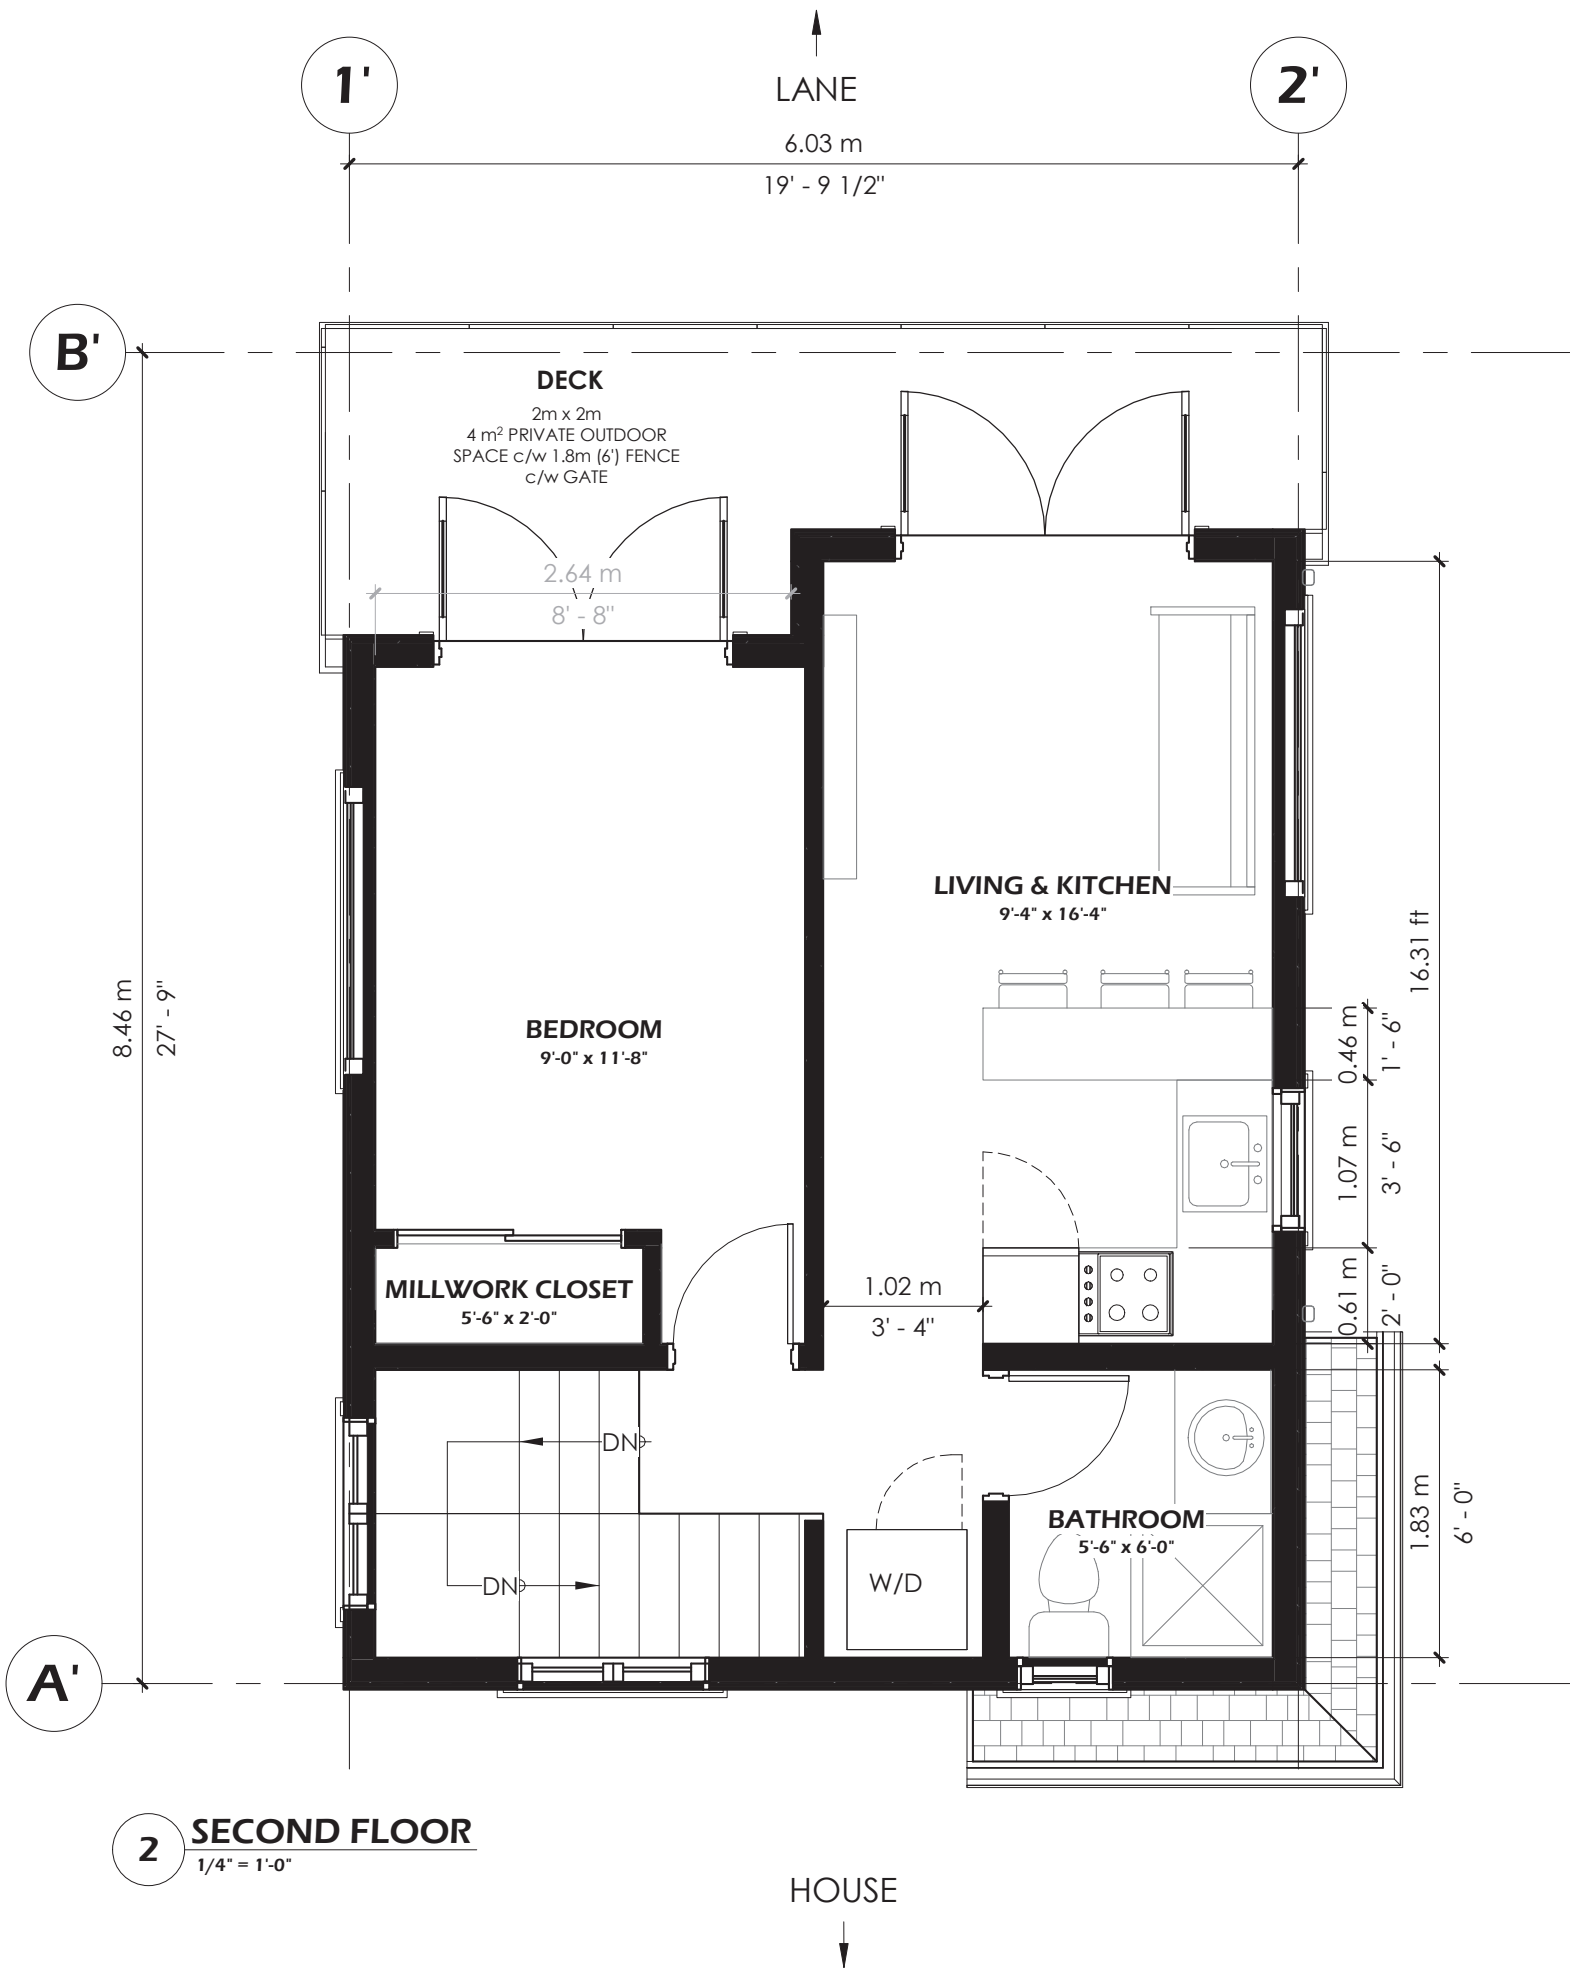 1'
2'
LANE
6.03 m
19' - 9 1/2"
B'
DECK
2m x 2m
4 m² PRIVATE OUTDOOR
SPACE c/w 1.8m (6') FENCE
c/w GATE
2.64 m
8' - 8"
LIVING & KITCHEN
9'-4" x 16'-4"
16.31 ft
8.46 m
27' - 9"
BEDROOM
9'-0" x 11'-8"
0.46 m
1' - 6"
1.07 m
3' - 6"
0.61 m
2' - 0"
MILLWORK CLOSET
5'-6" x 2'-0"
1.02 m
3' - 4"
DN
DN
W/D
BATHROOM
5'-6" x 6'-0"
1.83 m
6' - 0"
A'
2
SECOND FLOOR
1/4" = 1'-0"
HOUSE